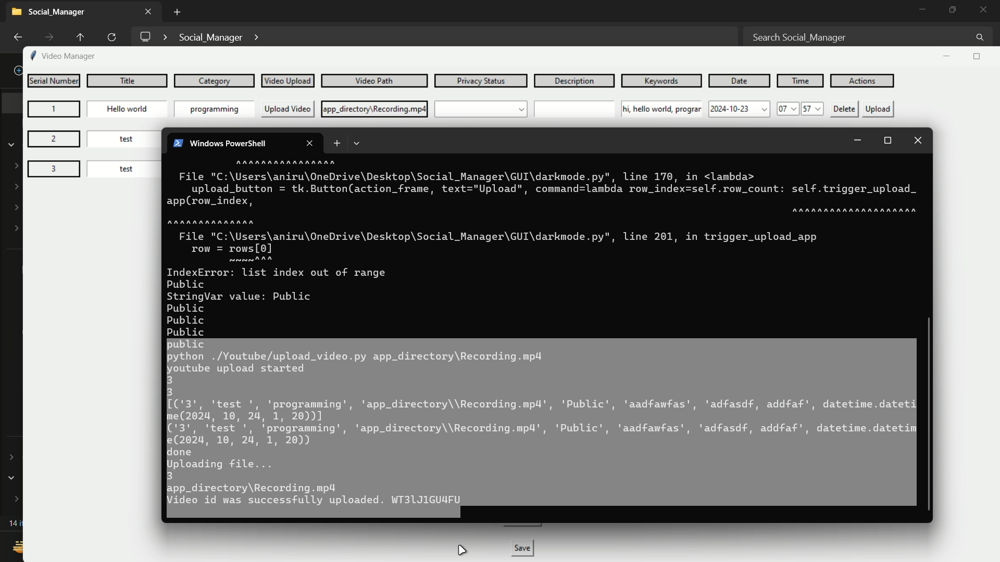 Social_Manager
Social_Manager
Search Social_Manager
Video Manager
Serial Number Title Category Video Upload Video Path Privacy Status Description Keywords Date Time Actions
1 Hello world programming Upload Video app_directory\Recording.mp4 hi, hello world, prograr 2024-10-23 07 57 Delete Upload
2 test
3 test
Windows PowerShell
^^^^^^^^^^^^^^^^
File "C:\Users\aniru\OneDrive\Desktop\Social_Manager\GUI\darkmode.py", line 170, in <lambda>
upload_button = tk.Button(action_frame, text="Upload", command=lambda row_index=self.row_count: self.trigger_upload_
app(row_index,
^^^^^^^^^^^^^^^^^^^^
^^^^^^^^^^^^^^
File "C:\Users\aniru\OneDrive\Desktop\Social_Manager\GUI\darkmode.py", line 201, in trigger_upload_app
row = rows[0]
~~~~^^^
IndexError: list index out of range
Public
StringVar value: Public
Public
Public
Public
public
python ./Youtube/upload_video.py app_directory\Recording.mp4
youtube upload started
3
3
[('3', 'test ', 'programming', 'app_directory\\Recording.mp4', 'Public', 'aadfawfas', 'adfasdf, addfaf', datetime.dateti
me(2024, 10, 24, 1, 20))]
('3', 'test ', 'programming', 'app_directory\\Recording.mp4', 'Public', 'aadfawfas', 'adfasdf, addfaf', datetime.datetim
e(2024, 10, 24, 1, 20))
done
Uploading file...
3
app_directory\Recording.mp4
Video id was successfully uploaded. WT3lJ1GU4FU
14
Save